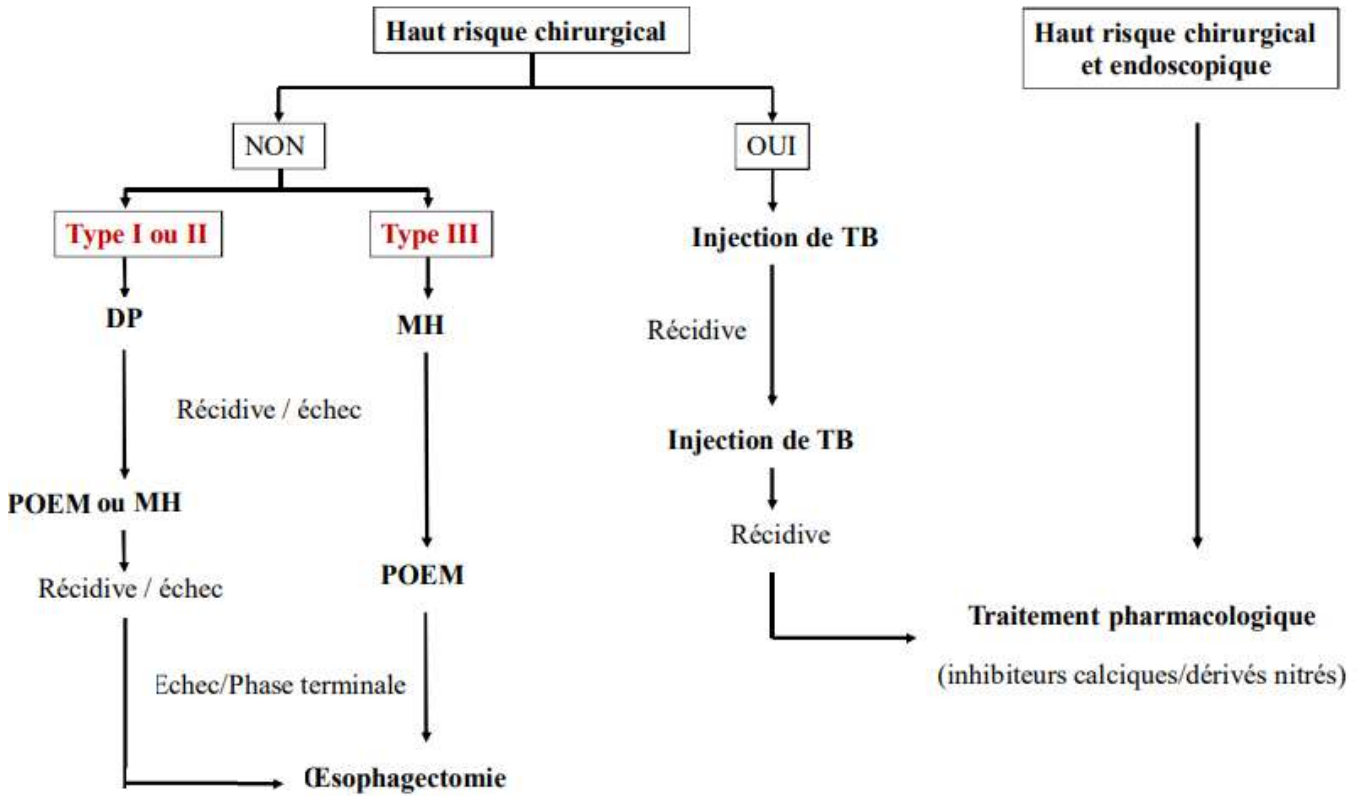 Haut risque chirurgical
Haut risque chirurgical
et endoscopique
NON
OUI
Type I ou II
Type III
Injection de TB
DP
MH
Récidive
Récidive / échec
Injection de TB
POEM ou MH
Récidive
POEM
Récidive / échec
Traitement pharmacologique
(inhibiteurs calciques/dérivés nitrés)
Echec/Phase terminale
Œsophagectomie